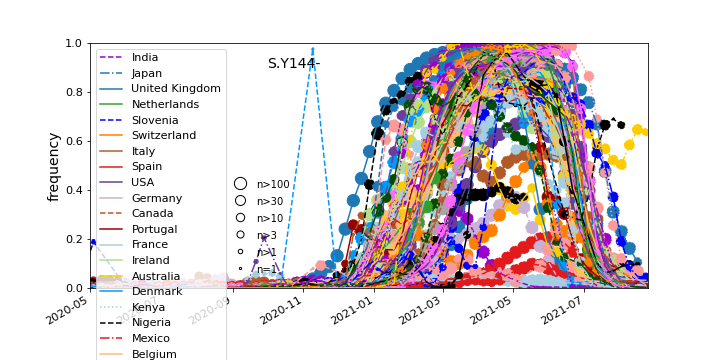 1.0
0.8
0.6
0.4
0.2
0.0
frequency
S.Y144-
India
Japan
United Kingdom
Netherlands
Slovenia
Switzerland
Italy
Spain
USA
Germany
Canada
Portugal
France
Ireland
Australia
Denmark
Kenya
Nigeria
Mexico
Belgium
n>100
n>30
n>10
n>3
n>1
n=1
2020-05
2020-07
2020-09
2020-11
2021-01
2021-03
2021-05
2021-07